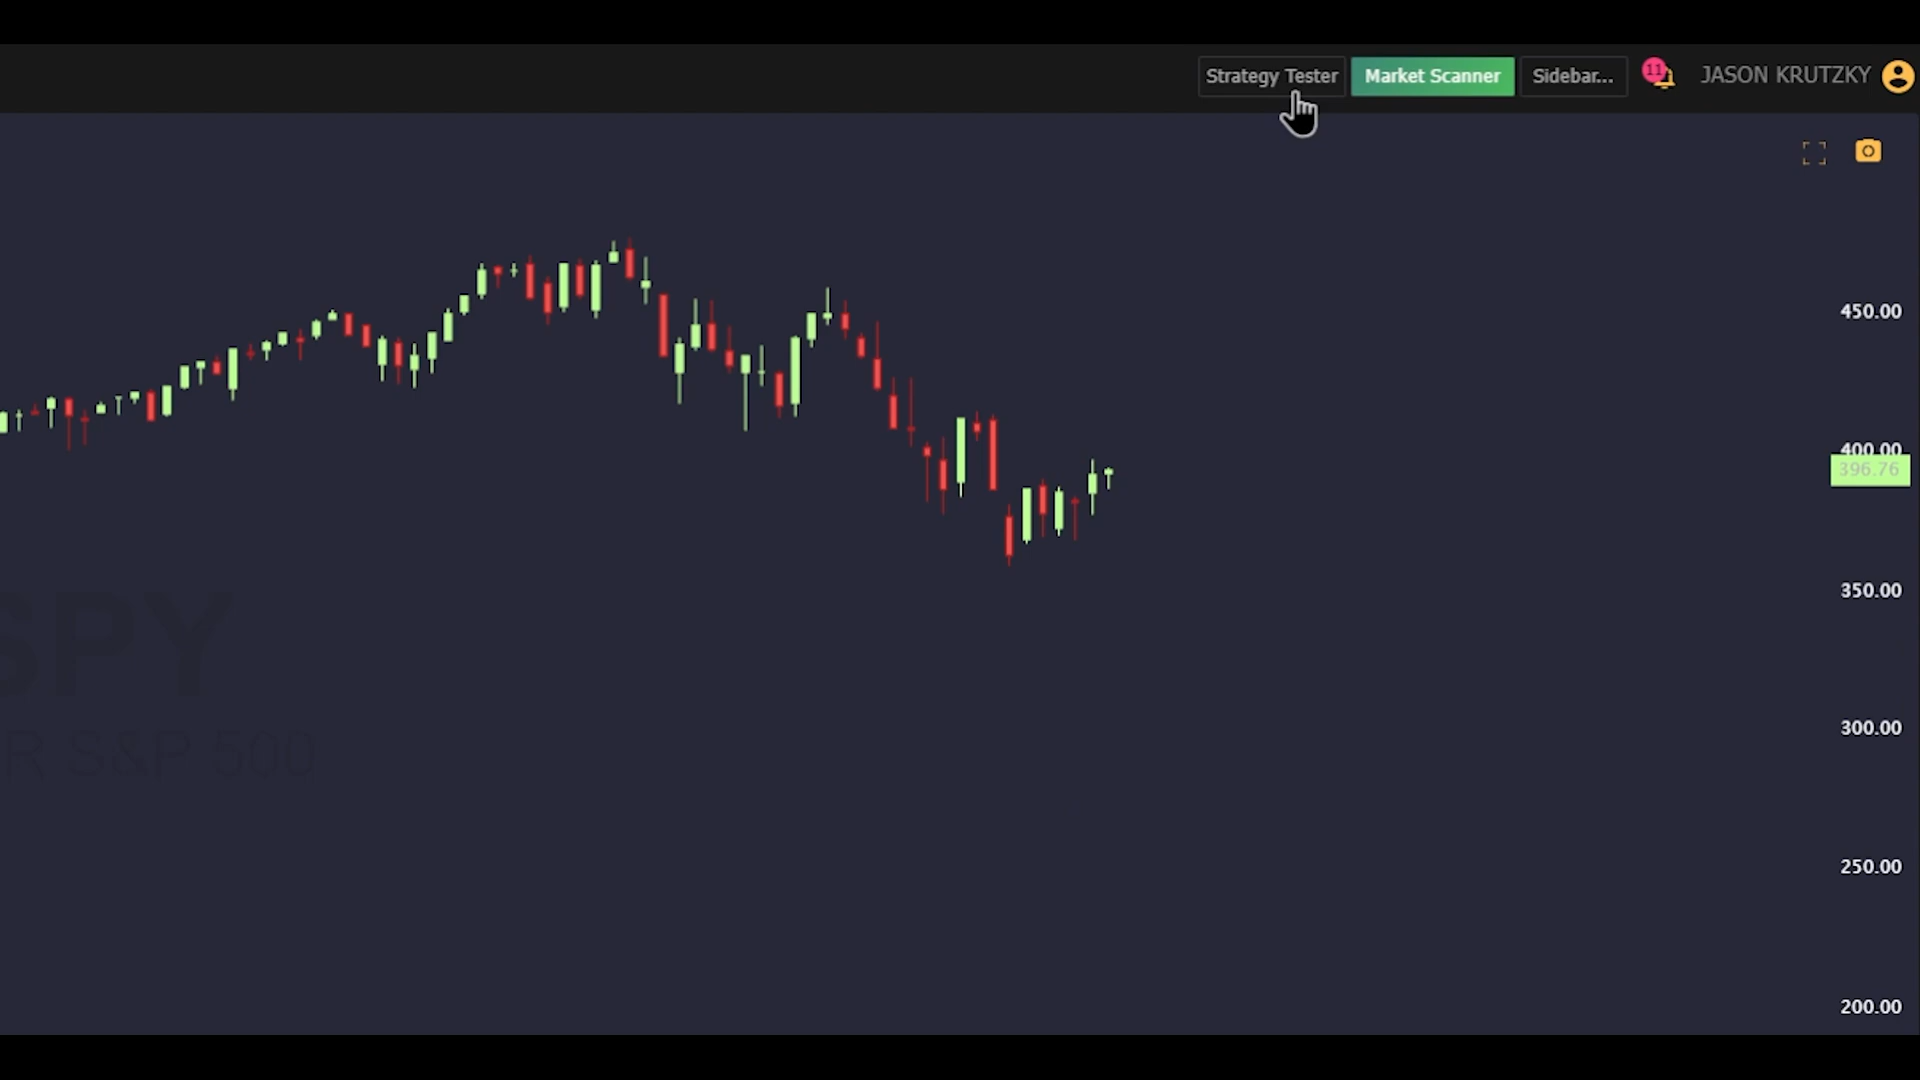 Strategy Tester
Market Scanner
Sidebar...
11
JASON KRUTZKY
450.00
400.00
396.76
350.00
SPY
300.00
R S&P 500
250.00
200.00